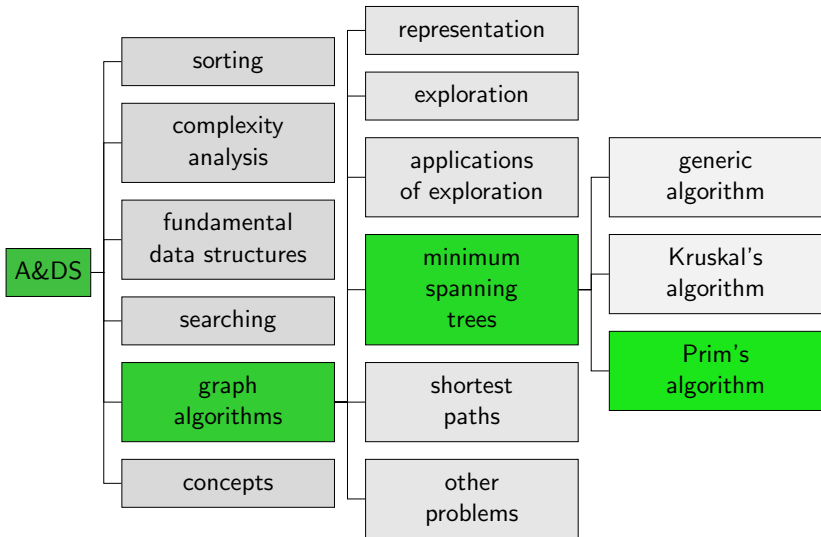 A&DS
sorting
complexity
analysis
fundamental
data structures
searching
graph
algorithms
concepts
representation
exploration
applications
of exploration
minimum
spanning
trees
shortest
paths
other
problems
generic
algorithm
Kruskal's
algorithm
Prim's
algorithm